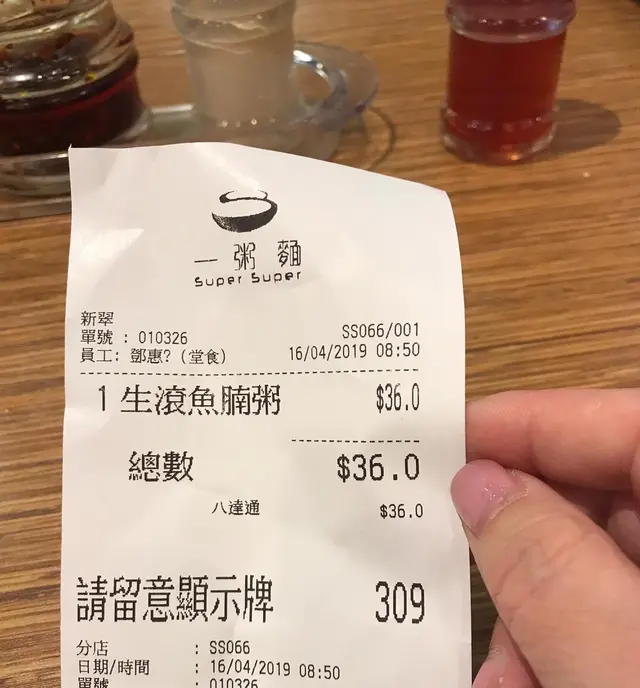 一粥麵
Super Super
新翠
單號 : 010326 SS066/001
員工: 鄧惠? (堂食) 16/04/2019 08:50
1 生滾魚腩粥 $36.0
總數 $36.0
八達通 $36.0
請留意顯示牌 309
分店 : SS066
日期/時間 : 16/04/2019 08:50
單號 : 010326